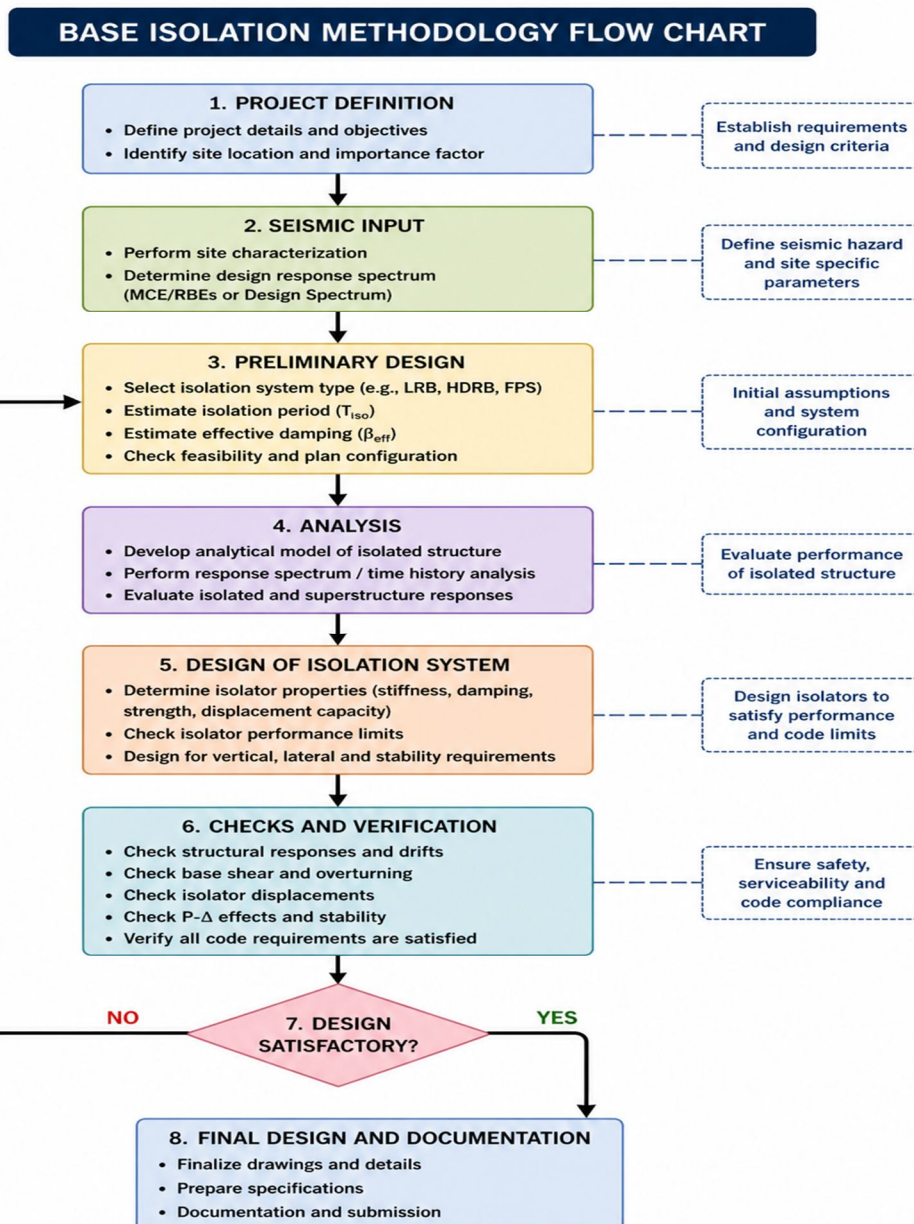 BASE ISOLATION METHODOLOGY FLOW CHART
1. PROJECT DEFINITION
• Define project details and objectives
• Identify site location and importance factor
Establish requirements
and design criteria
2. SEISMIC INPUT
• Perform site characterization
• Determine design response spectrum
(MCE/RBEs or Design Spectrum)
Define seismic hazard
and site specific
parameters
3. PRELIMINARY DESIGN
• Select isolation system type (e.g., LRB, HDRB, FPS)
• Estimate isolation period (Tiso)
• Estimate effective damping (βeff)
• Check feasibility and plan configuration
Initial assumptions
and system
configuration
4. ANALYSIS
• Develop analytical model of isolated structure
• Perform response spectrum / time history analysis
• Evaluate isolated and superstructure responses
Evaluate performance
of isolated structure
5. DESIGN OF ISOLATION SYSTEM
• Determine isolator properties (stiffness, damping,
strength, displacement capacity)
• Check isolator performance limits
• Design for vertical, lateral and stability requirements
Design isolators to
satisfy performance
and code limits
6. CHECKS AND VERIFICATION
• Check structural responses and drifts
• Check base shear and overturning
• Check isolator displacements
• Check P-Δ effects and stability
• Verify all code requirements are satisfied
Ensure safety,
serviceability and
code compliance
NO
7. DESIGN
SATISFACTORY?
YES
8. FINAL DESIGN AND DOCUMENTATION
• Finalize drawings and details
• Prepare specifications
• Documentation and submission